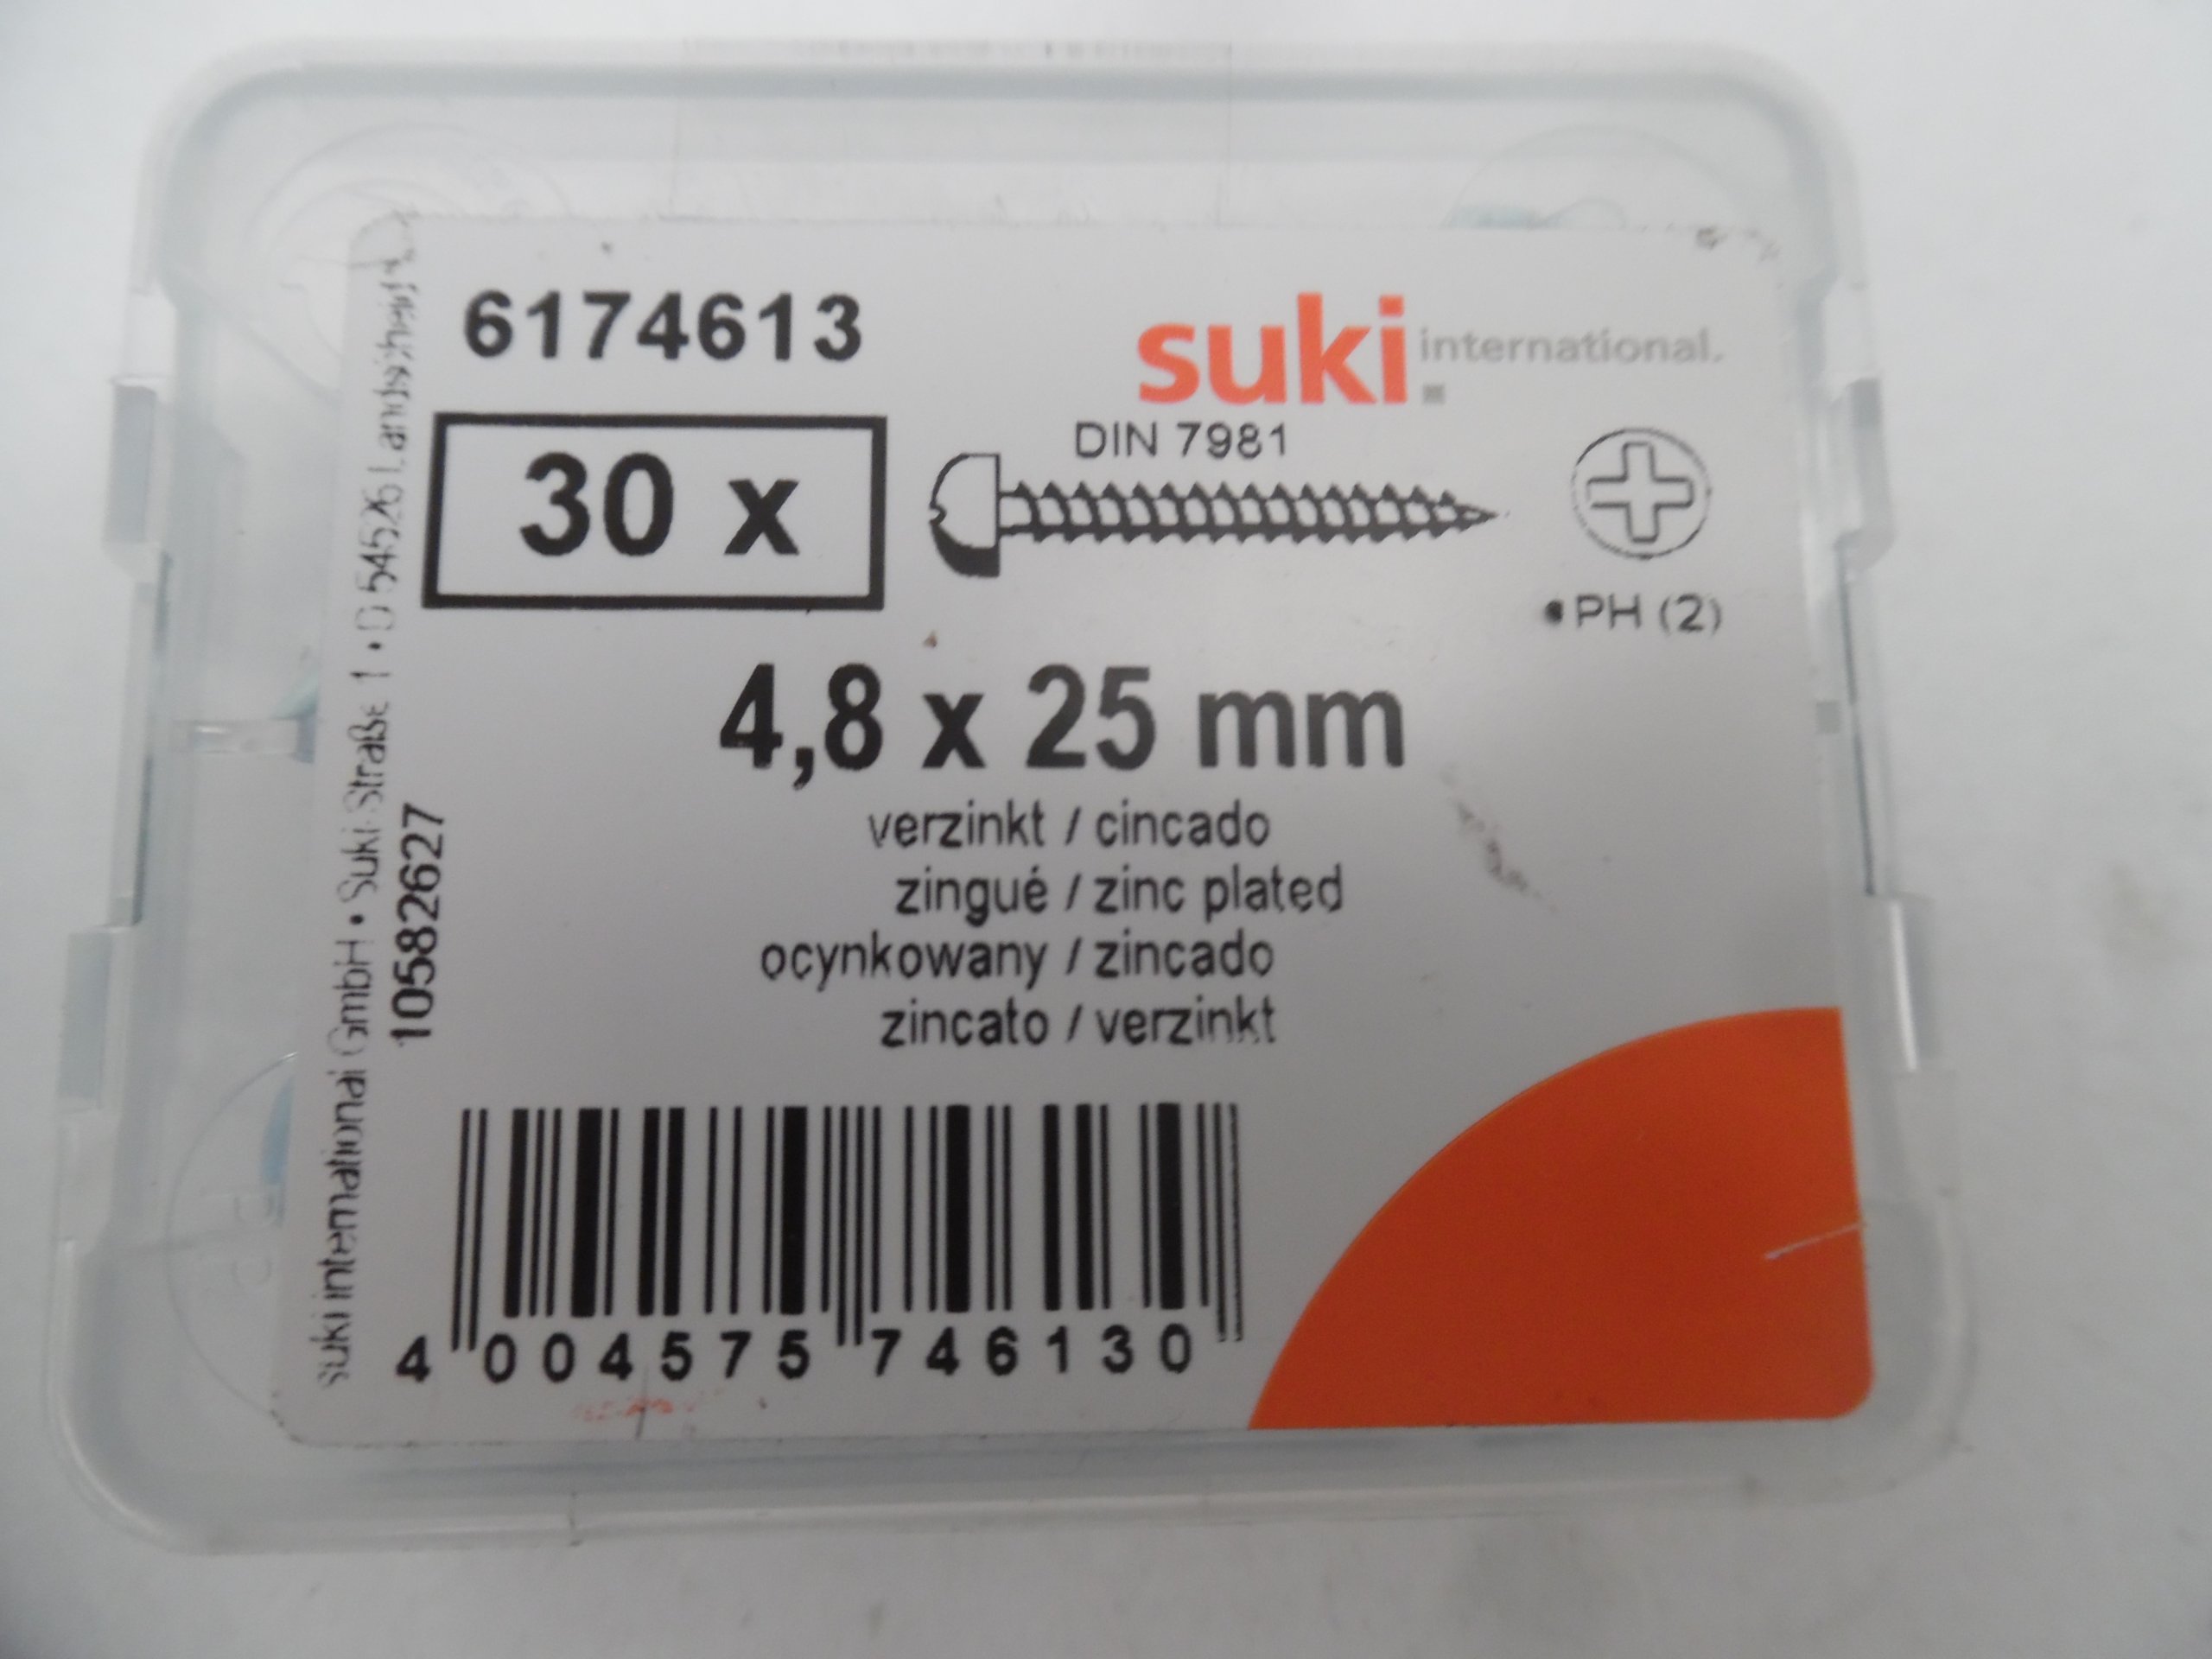 6174613
suki international.
DIN 7981
30 x
PH (2)
4,8 x 25 mm
verzinkt / cincado
zingué / zinc plated
ocynkowany / zincado
zincato / verzinkt
4 004575 746130
suki international GmbH • Suki-Straße 1 • D 54526 Landscheid
10582627